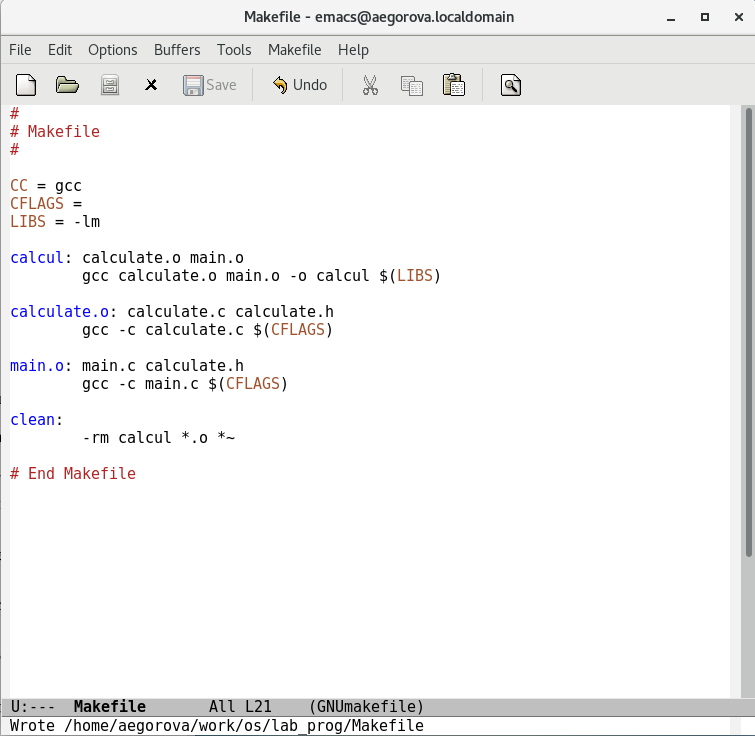 Makefile - emacs@aegorova.localdomain
File Edit Options Buffers Tools Makefile Help
Save Undo
#
# Makefile
#
CC = gcc
CFLAGS =
LIBS = -lm
calcul: calculate.o main.o
gcc calculate.o main.o -o calcul $(LIBS)
calculate.o: calculate.c calculate.h
gcc -c calculate.c $(CFLAGS)
main.o: main.c calculate.h
gcc -c main.c $(CFLAGS)
clean:
-rm calcul *.o *~
# End Makefile
U:--- Makefile All L21 (GNUmakefile)
Wrote /home/aegorova/work/os/lab_prog/Makefile